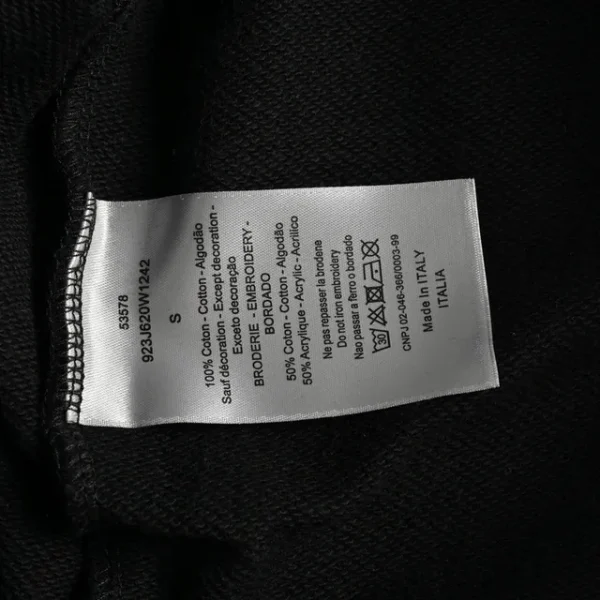 53578
923J620W1242
S
100% Coton - Cotton - Algodão
Sauf décoration - Except decoration -
Exceto decoração
BRODERIE - EMBROIDERY -
BORDADO
50% Coton - Cotton - Algodão
50% Acrylique - Acrylic - Acrilico
Ne pas repasser la broderie
Do not iron embroidery
Nao passar a ferro o bordado
30
CNPJ 02-046-366/0003-99
Made In ITALY
ITALIA